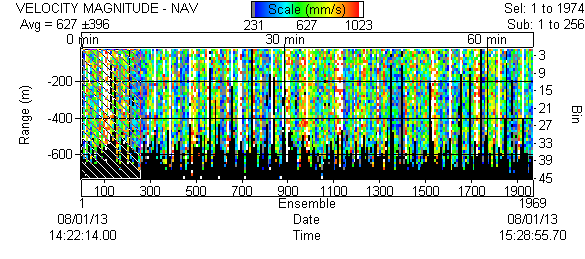 VELOCITY MAGNITUDE - NAV
Scale (mm/s)
Sel: 1 to 1974
Avg = 627 ±396
231 627 1023
Sub: 1 to 256
0 min 30 min 60 min
Range (m)
-200
-400
-600
3
9
15
21
27
33
39
45
Bin
100 300 500 700 900 1100 1300 1500 1700 1900
1 Ensemble 1969
08/01/13 Date 08/01/13
14:22:14.00 Time 15:28:55.70